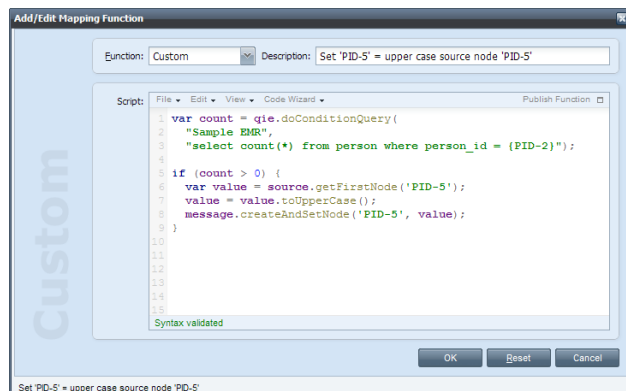 Add/Edit Mapping Function
Function: Custom Description: Set 'PID-5' = upper case source node 'PID-5'
Script: File Edit View Code Wizard Publish Function
1 var count = qie.doConditionQuery(
2 "Sample EMR",
3 "select count(*) from person where person_id = {PID-2}");
4
5 if (count > 0) {
6 var value = source.getFirstNode('PID-5');
7 value = value.toUpperCase();
8 message.createAndSetNode('PID-5', value);
9 }
10
11
12
13
14
15
Custom
Syntax validated
OK Reset Cancel
Set 'PID-5' = upper case source node 'PID-5'